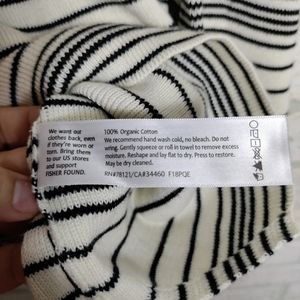 We want our
clothes back, even
if they're worn or
torn. Bring them
to our US stores
and support
FISHER FOUND.
100% Organic Cotton
We recommend hand wash cold, no bleach. Do not
wring. Gently squeeze or roll in towel to remove excess
moisture. Reshape and lay flat to dry. Press to restore.
May be dry cleaned.
RN#78121/CA#34460 F18PQE